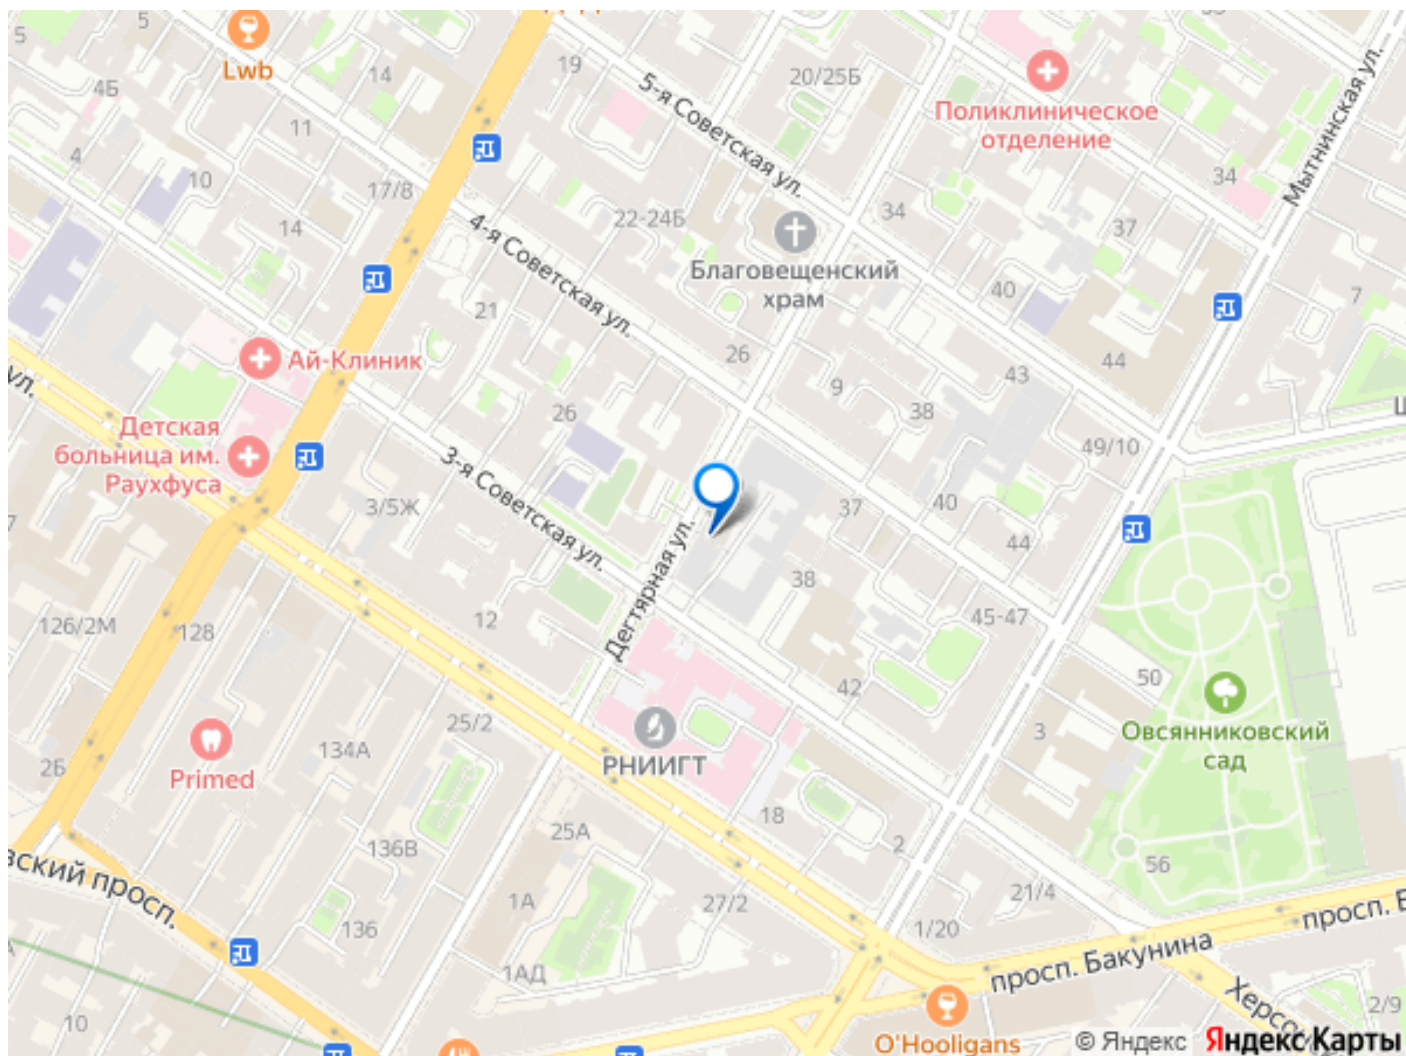 5
5
Lwb
14
4Б
11
4
10
14
17/8
19
5-я Советская ул.
20/25Б
Поликлиническое
отделение
Мытнинская ул.
34
37
34
22-24Б
4-я Советская ул.
Благовещенский
храм
40
7
21
26
44
43
Ай-Клиник
ул.
9
38
26
Детская
больница им.
Раухфуса
49/10
3-я Советская ул.
3/5Ж
37
40
44
Дегтярная ул.
38
45-47
12
126/2М
128
42
50
3
Овсянниковский
сад
25/2
134А
РНИИГТ
2Б
Primed
18
25А
2
136В
56
вский просп.
1А
27/2
21/4
136
1/20
просп. Б
просп. Бакунина
1АД
10
2/9
O'Hooligans
© Яндекс Яндекс Карты